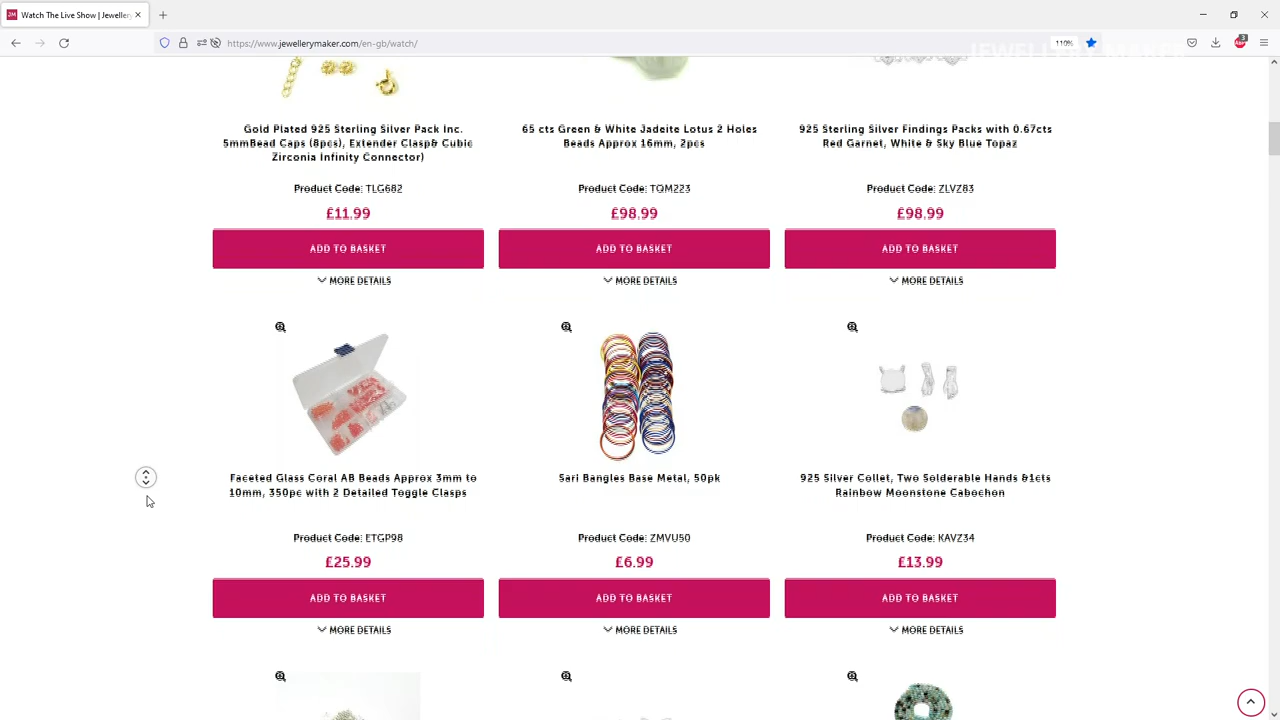 Watch The Live Show | Jeweller
https://www.jewellerymaker.com/en-gb/watch/
110%
3
JEWELLERY MAKER
Gold Plated 925 Sterling Silver Pack Inc.
5mmBead Caps (8pcs), Extender Clasp& Cubic
Zirconia Infinity Connector)
Product Code: TLG682
£11.99
ADD TO BASKET
MORE DETAILS
65 cts Green & White Jadeite Lotus 2 Holes
Beads Approx 16mm, 2pcs
Product Code: TQM223
£98.99
ADD TO BASKET
MORE DETAILS
925 Sterling Silver Findings Packs with 0.67cts
Red Garnet, White & Sky Blue Topaz
Product Code: ZLVZ83
£98.99
ADD TO BASKET
MORE DETAILS
Faceted Glass Coral AB Beads Approx 3mm to
10mm, 350pc with 2 Detailed Toggle Clasps
Product Code: ETGP98
£25.99
ADD TO BASKET
MORE DETAILS
Sari Bangles Base Metal, 50pk
Product Code: ZMVU50
£6.99
ADD TO BASKET
MORE DETAILS
925 Silver Collet, Two Solderable Hands &1cts
Rainbow Moonstone Cabochon
Product Code: KAVZ34
£13.99
ADD TO BASKET
MORE DETAILS